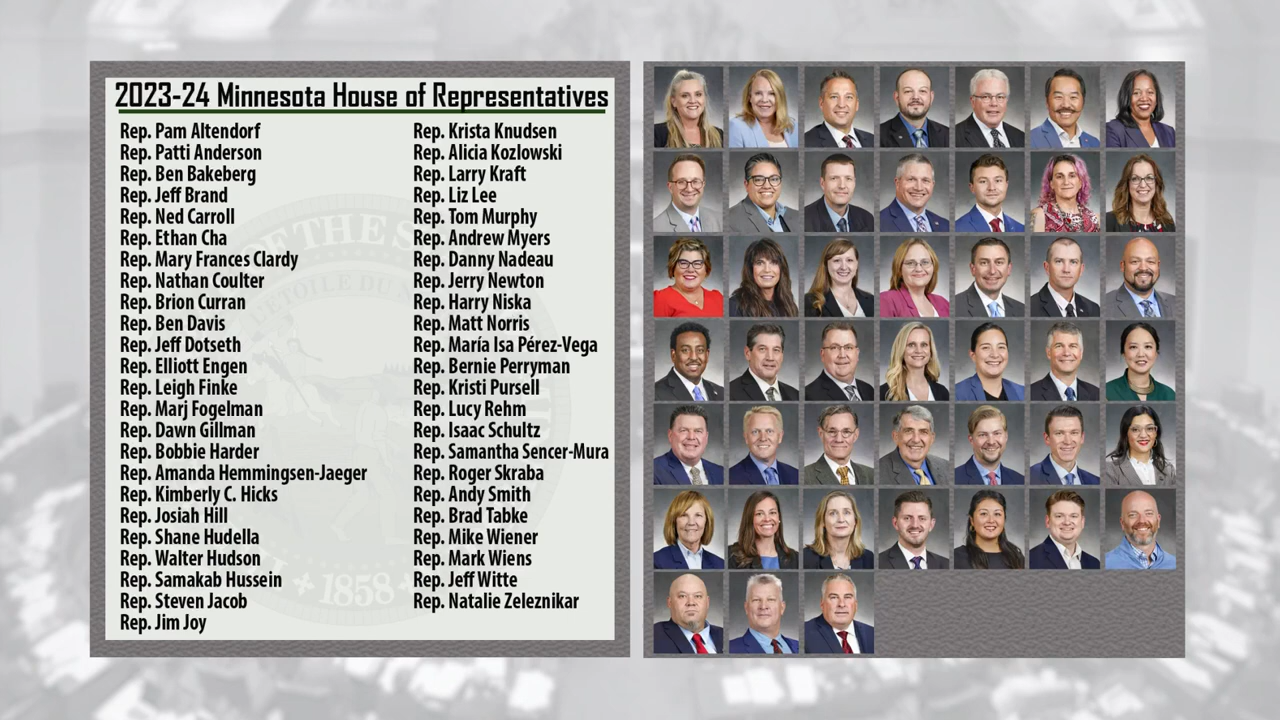 2023-24 Minnesota House of Representatives
Rep. Pam Altendorf
Rep. Patti Anderson
Rep. Ben Bakeberg
Rep. Jeff Brand
Rep. Ned Carroll
Rep. Ethan Cha
Rep. Mary Frances Clardy
Rep. Nathan Coulter
Rep. Brion Curran
Rep. Ben Davis
Rep. Jeff Dotseth
Rep. Elliott Engen
Rep. Leigh Finke
Rep. Marj Fogelman
Rep. Dawn Gillman
Rep. Bobbie Harder
Rep. Amanda Hemmingsen-Jaeger
Rep. Kimberly C. Hicks
Rep. Josiah Hill
Rep. Shane Hudella
Rep. Walter Hudson
Rep. Samakab Hussein
Rep. Steven Jacob
Rep. Jim Joy
Rep. Krista Knudsen
Rep. Alicia Kozlowski
Rep. Larry Kraft
Rep. Liz Lee
Rep. Tom Murphy
Rep. Andrew Myers
Rep. Danny Nadeau
Rep. Jerry Newton
Rep. Harry Niska
Rep. Matt Norris
Rep. María Isa Pérez-Vega
Rep. Bernie Perryman
Rep. Kristi Pursell
Rep. Lucy Rehm
Rep. Isaac Schultz
Rep. Samantha Sencer-Mura
Rep. Roger Skraba
Rep. Andy Smith
Rep. Brad Tabke
Rep. Mike Wiener
Rep. Mark Wiens
Rep. Jeff Witte
Rep. Natalie Zeleznikar
OF THE S
ETOILE DU
1858